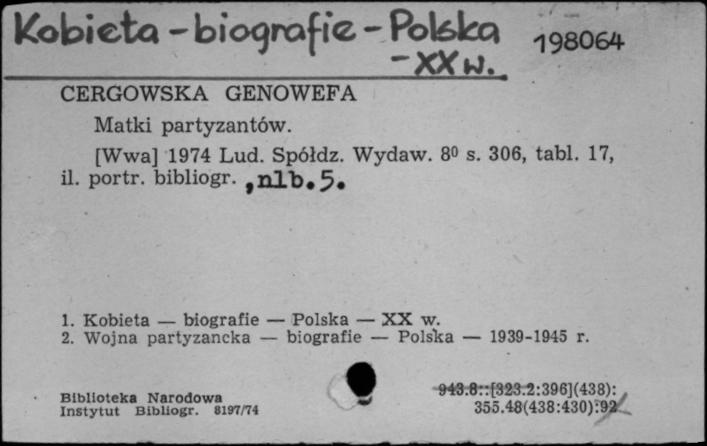 Kobieta - biografie - Polska
- XX w.
198064
CERGOWSKA GENOWEFA
Matki partyzantów.
[Wwa] 1974 Lud. Spółdz. Wydaw. 8⁰ s. 306, tabl. 17,
il. portr. bibliogr. , nlb. 5.
1. Kobieta — biografie — Polska — XX w.
2. Wojna partyzancka — biografie — Polska — 1939-1945 r.
943.8::[323.2:396](438):
355.48(438:430):92
Biblioteka Narodowa
Instytut Bibliogr. 8197/74